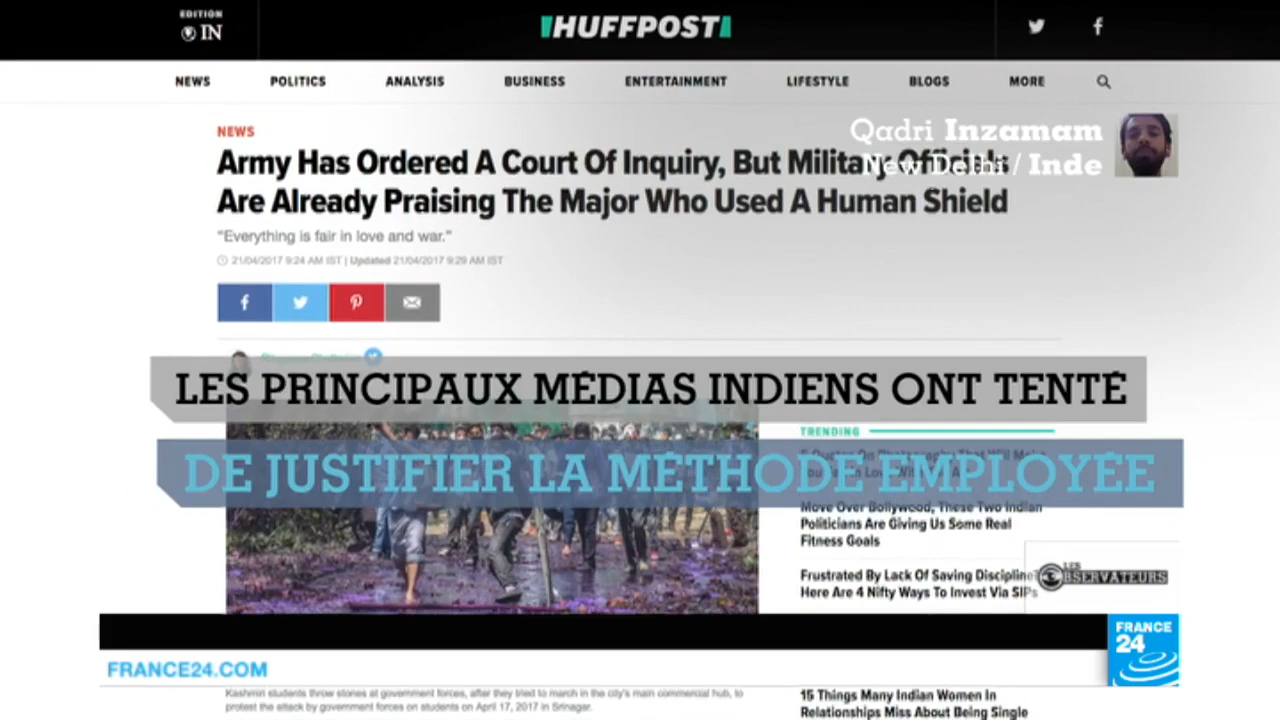 EDITION
IN
HUFFPOST
NEWS POLITICS ANALYSIS BUSINESS ENTERTAINMENT LIFESTYLE BLOGS MORE
NEWS
Army Has Ordered A Court Of Inquiry, But Military Officials
Are Already Praising The Major Who Used A Human Shield
"Everything is fair in love and war."
21/04/2017 9:24 AM IST | Updated 21/04/2017 9:29 AM IST
Qadri Inzamam
New Delhi / Inde
LES PRINCIPAUX MÉDIAS INDIENS ONT TENTÉ
DE JUSTIFIER LA MÉTHODE EMPLOYÉE
TRENDING
Move Over Bollywood, These Two Indian
Politicians Are Giving Us Some Real
Fitness Goals
Frustrated By Lack Of Saving Discipline?
Here Are 4 Nifty Ways To Invest Via SIPs
LES
OBSERVATEURS
FRANCE
24
FRANCE24.COM
Kashmiri students throw stones at government forces, after they tried to march in the city's main commercial hub, to
protest the attack by government forces on students on April 17, 2017 in Srinagar.
15 Things Many Indian Women In
Relationships Miss About Being Single